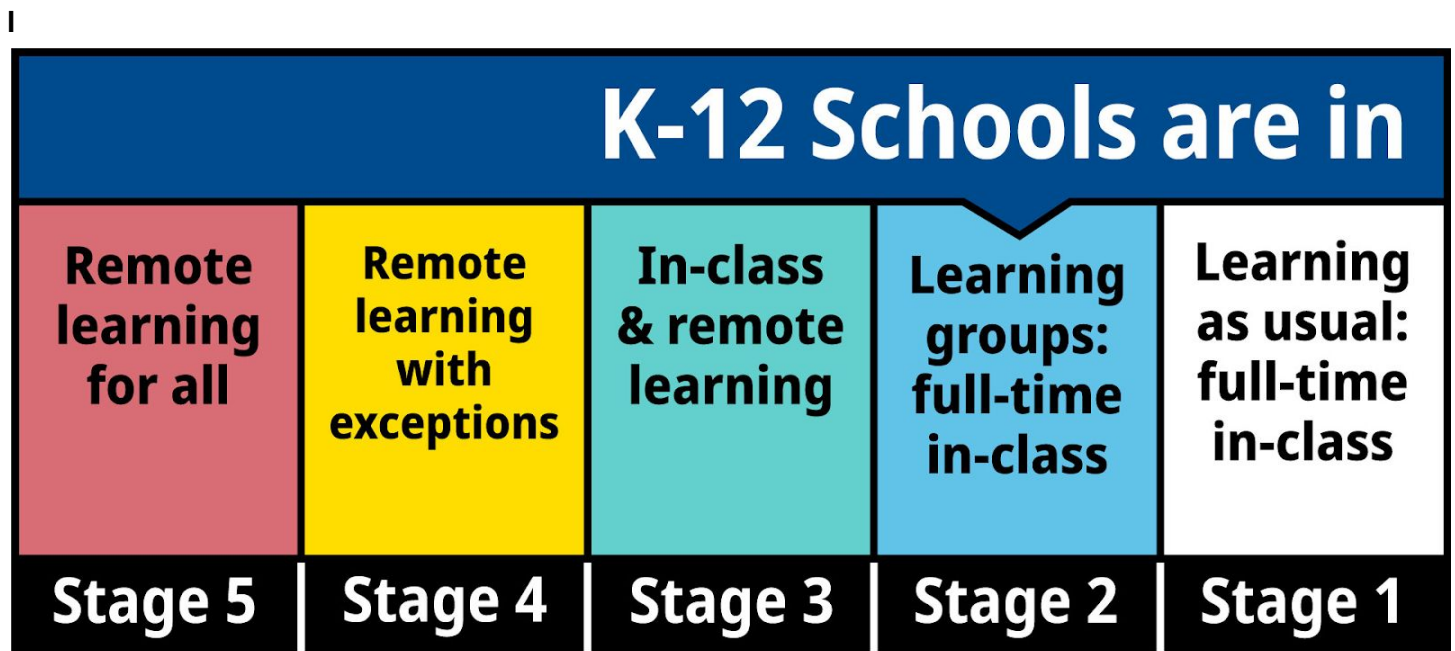 I
K-12 Schools are in
Remote
learning
for all
Remote
learning
with
exceptions
In-class
& remote
learning
Learning
groups:
full-time
in-class
Learning
as usual:
full-time
in-class
Stage 5
Stage 4
Stage 3
Stage 2
Stage 1